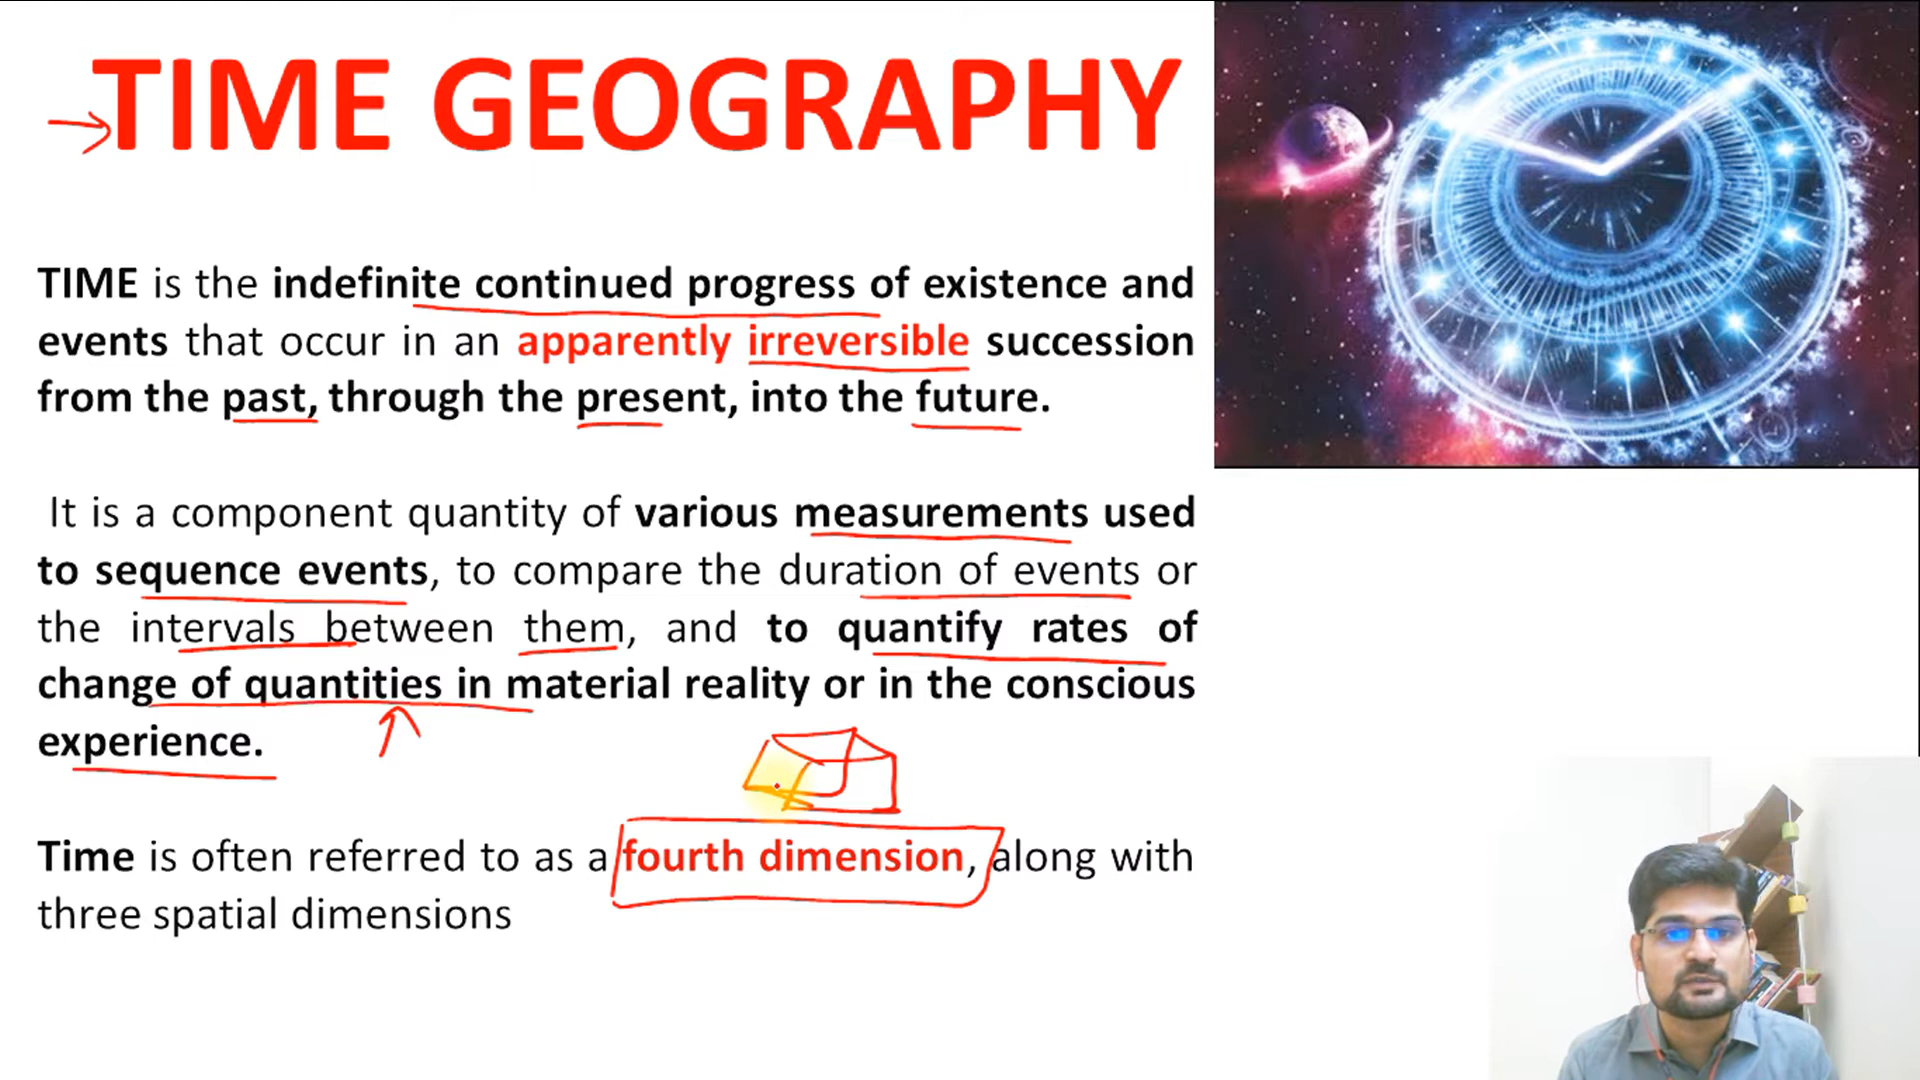 TIME GEOGRAPHY
TIME is the indefinite continued progress of existence and
events that occur in an apparently irreversible succession
from the past, through the present, into the future.
It is a component quantity of various measurements used
to sequence events, to compare the duration of events or
the intervals between them, and to quantify rates of
change of quantities in material reality or in the conscious
experience.
Time is often referred to as a fourth dimension, along with
three spatial dimensions